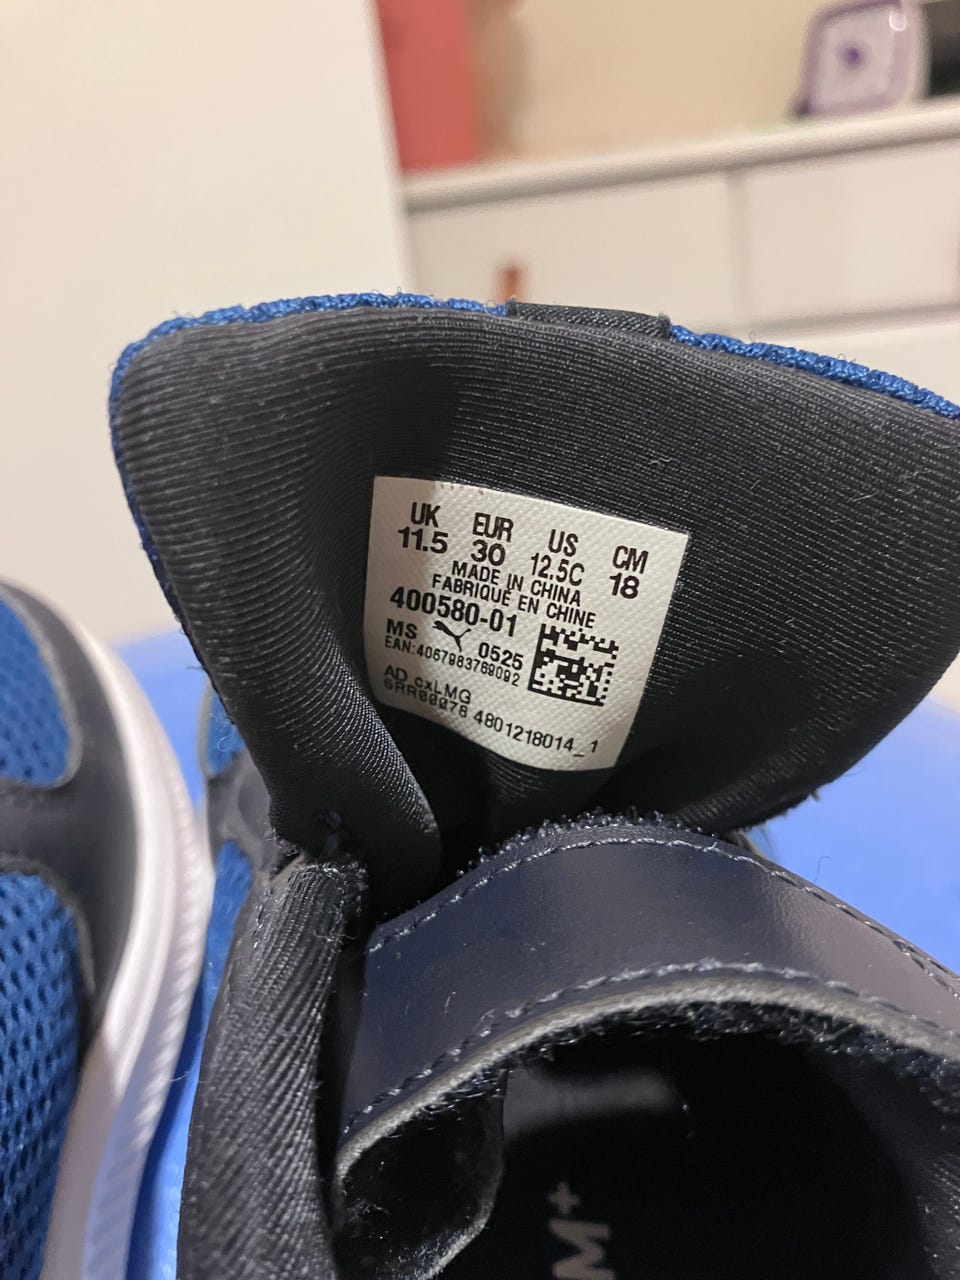 UK EUR US CM
11.5 30 12.5C 18
MADE IN CHINA
FABRIQUÉ EN CHINE
400580-01
MS 0525
EAN:4067983769092
AD cxLMG
6RR00078 4801218014_1
M+